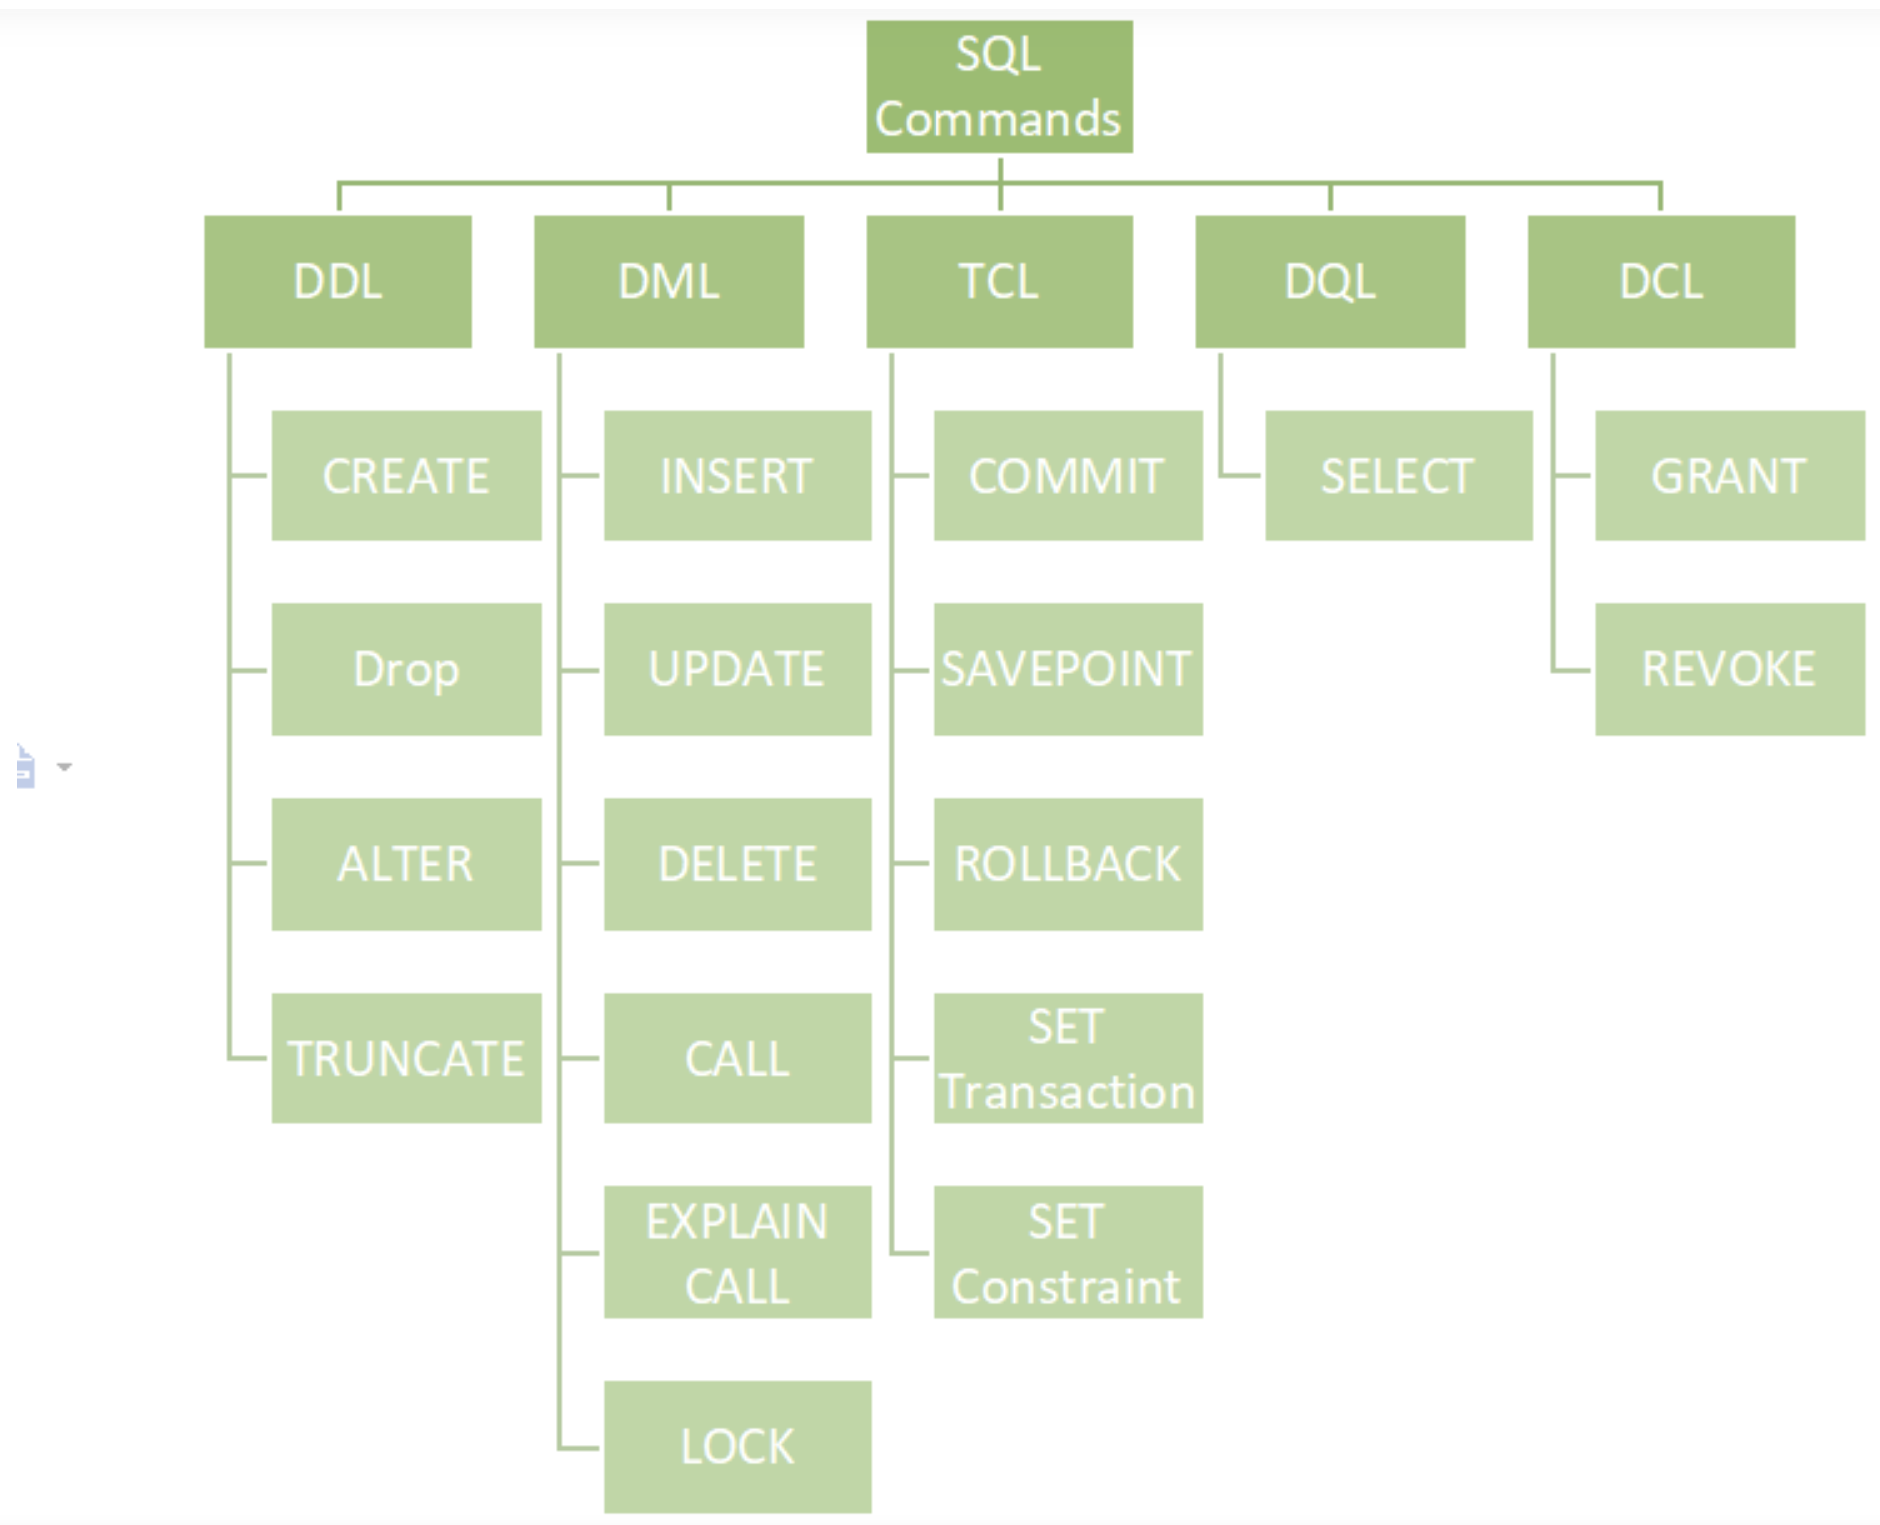 SQL
Commands
DDL
DML
TCL
DQL
DCL
CREATE
INSERT
COMMIT
SELECT
GRANT
Drop
UPDATE
SAVEPOINT
REVOKE
ALTER
DELETE
ROLLBACK
TRUNCATE
CALL
SET
Transaction
EXPLAIN
CALL
SET
Constraint
LOCK